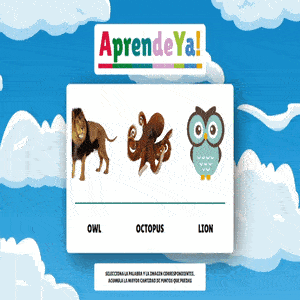 AprendeYa!
OWL OCTOPUS LION
SELECCIONA LA PALABRA Y LA IMAGEN CORRESPONDIENTES,
ACUMULA LA MAYOR CANTIDAD DE PUNTOS QUE PUEDAS